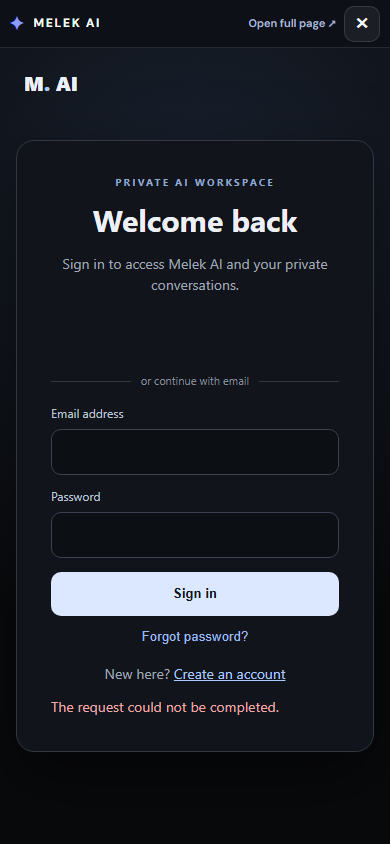 MELEK AI
Open full page ↗
✕
M. AI
PRIVATE AI WORKSPACE
Welcome back
Sign in to access Melek AI and your private
conversations.
or continue with email
Email address
Password
Sign in
Forgot password?
New here? Create an account
The request could not be completed.